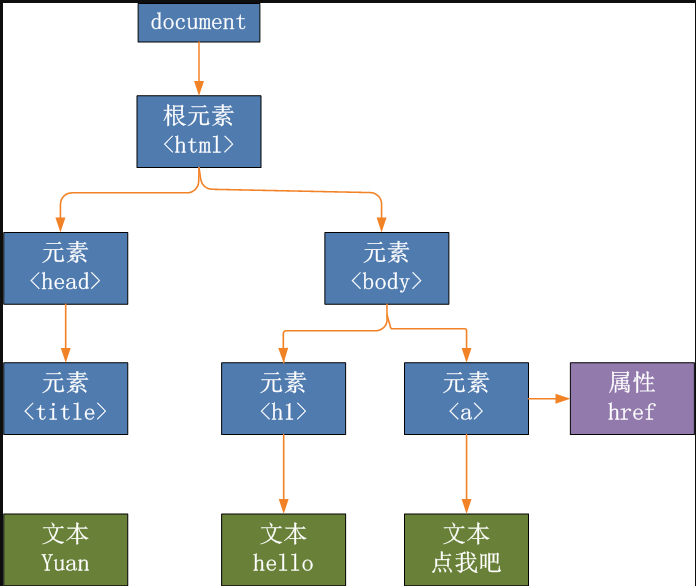 document
根元素
<html>
元素
<head>
元素
<body>
元素
<title>
元素
<h1>
元素
<a>
属性
href
文本
Yuan
文本
hello
文本
点我吧